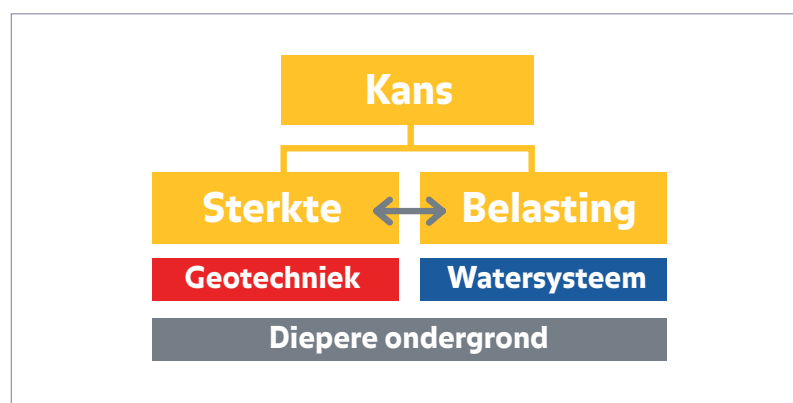 Kans
Sterkte
Belasting
Geotechniek
Watersysteem
Diepere ondergrond